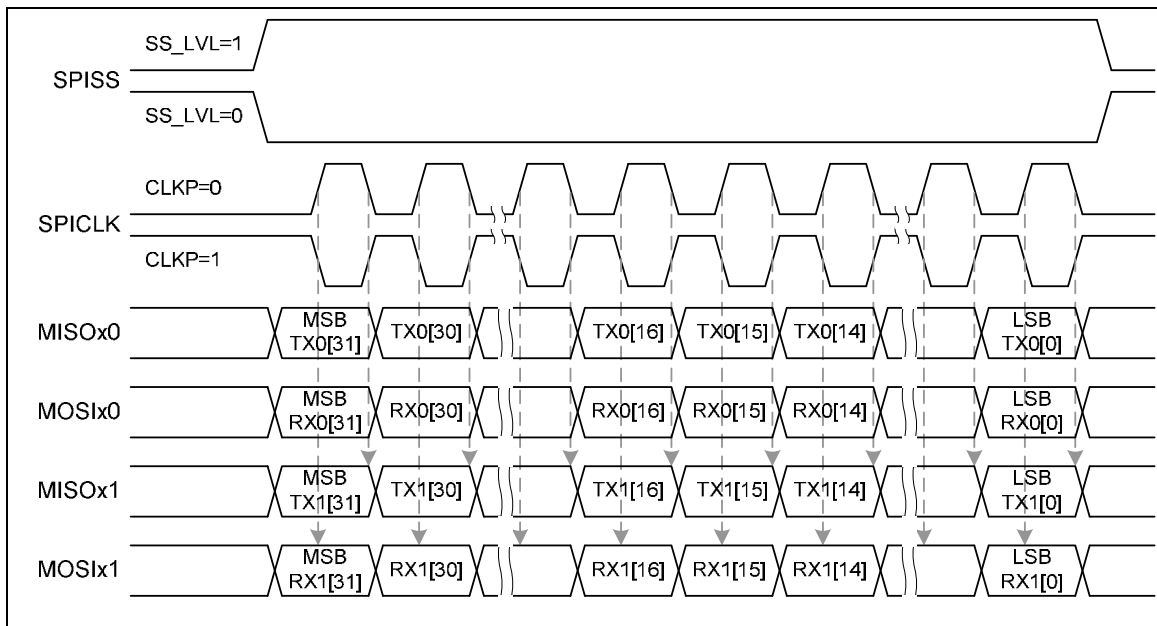 SS_LVL=1
SPISS
SS_LVL=0
CLKP=0
SPICLK
CLKP=1
MISOx0
MSB
TX0[31]
TX0[30]
TX0[16]
TX0[15]
TX0[14]
LSB
TX0[0]
MOSIx0
MSB
RX0[31]
RX0[30]
RX0[16]
RX0[15]
RX0[14]
LSB
RX0[0]
MISOx1
MSB
TX1[31]
TX1[30]
TX1[16]
TX1[15]
TX1[14]
LSB
TX1[0]
MOSIx1
MSB
RX1[31]
RX1[30]
RX1[16]
RX1[15]
RX1[14]
LSB
RX1[0]